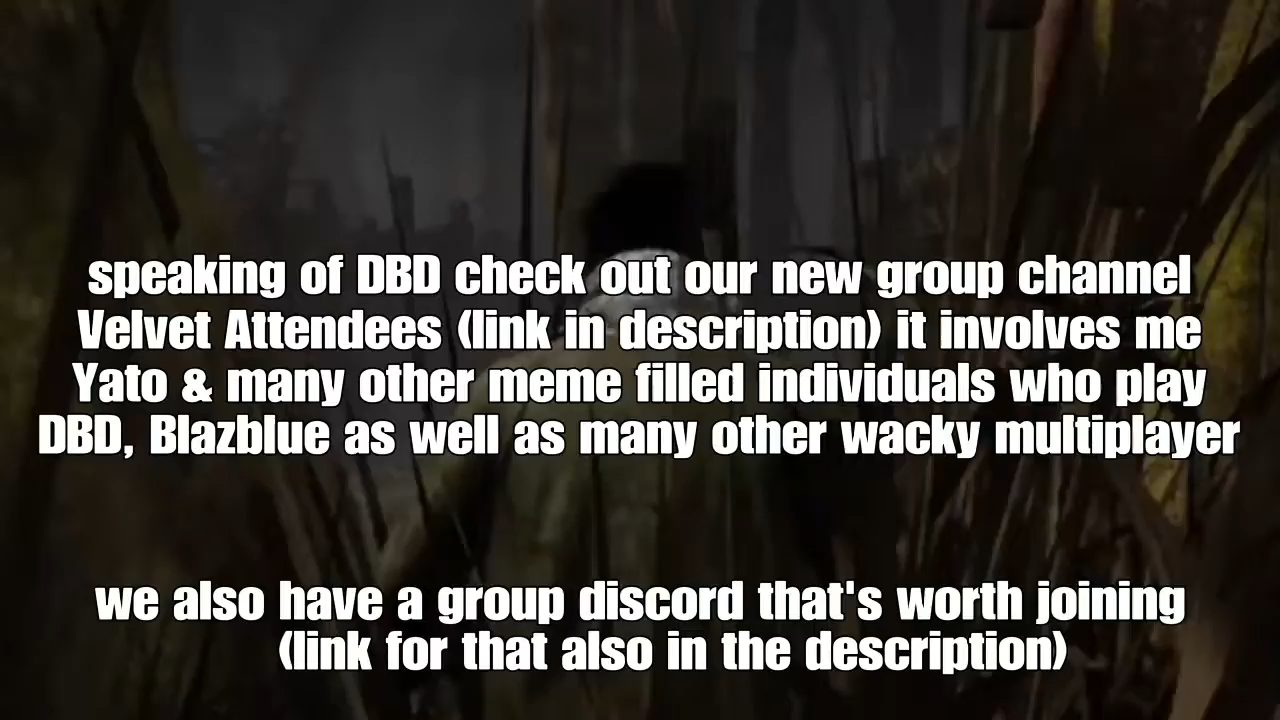 speaking of DBD check out our new group channel
Velvet Attendees (link in description) it involves me
Yato & many other meme filled individuals who play
DBD, Blazblue as well as many other wacky multiplayer
we also have a group discord that's worth joining
(link for that also in the description)